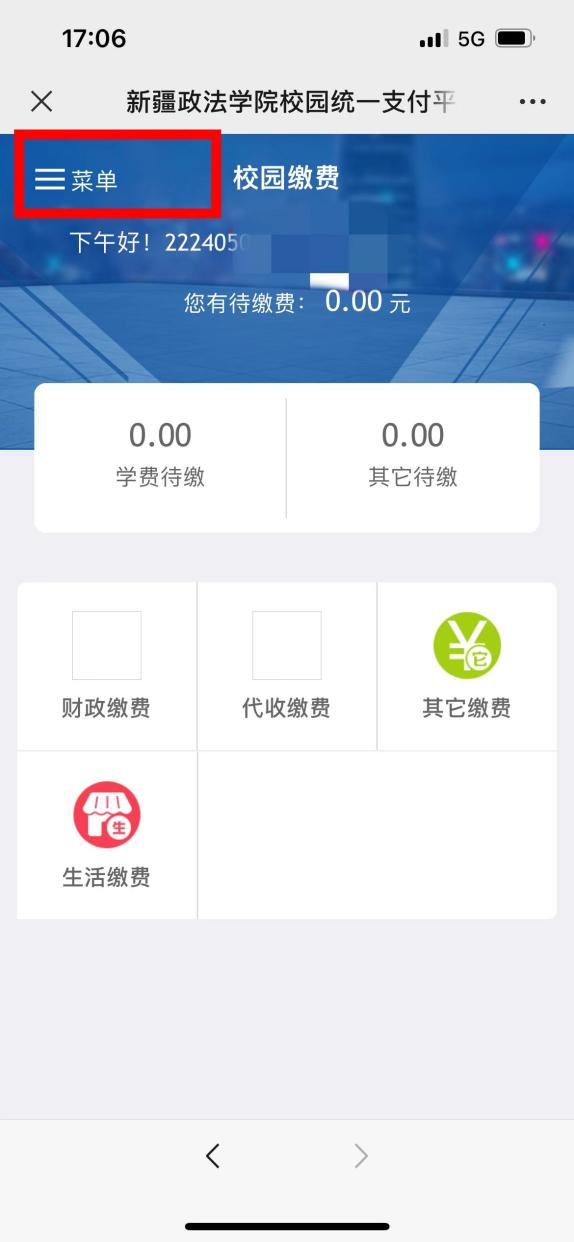 17:06
5G
新疆政法学院校园统一支付平
菜单
校园缴费
下午好！222405
您有待缴费： 0.00 元
0.00
0.00
学费待缴
其它待缴
财政缴费
代收缴费
其它缴费
生活缴费